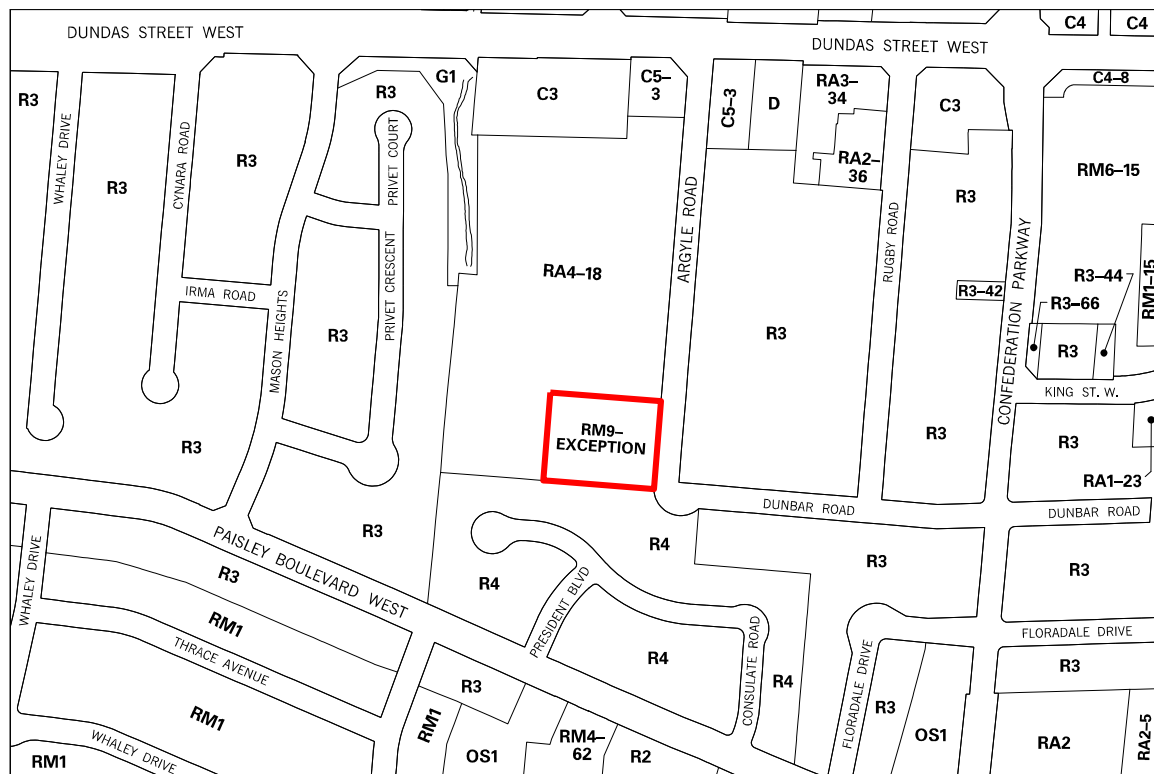 DUNDAS STREET WEST
DUNDAS STREET WEST
C4
C4
R3
WHALEY DRIVE
R3
CYNARA ROAD
R3
R3
G1
C3
C5–
3
ARGYLE ROAD
C5–3
D
RA3–
34
RA2–
36
C3
C4–8
RM6–15
PRIVET COURT
PRIVET CRESCENT
IRMA ROAD
MASON HEIGHTS
R3
RA4–18
R3
RUGBY ROAD
R3
R3–42
CONFEDERATION PARKWAY
R3–44
R3–66
RM1–15
R3
KING ST. W.
R3
RM9–
EXCEPTION
R3
R3
RA1–23
R3
DUNBAR ROAD
DUNBAR ROAD
PAISLEY BOULEVARD WEST
WHALEY DRIVE
R3
R4
R4
R3
R3
RM1
THRACE AVENUE
PRESIDENT BLVD
R4
CONSULATE ROAD
R4
FLORADALE DRIVE
FLORADALE DRIVE
R3
R3
R3
RM1
RM1
WHALEY DRIVE
RM1
OS1
RM4–
62
R2
OS1
RA2
RA2–5